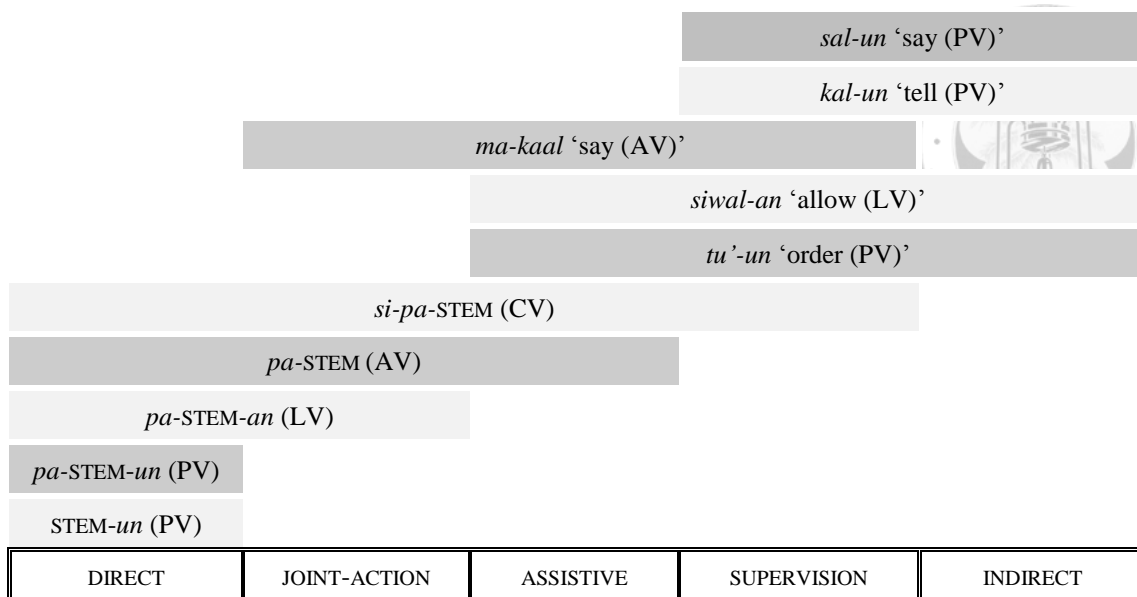 sal-un ‘say (PV)’
kal-un ‘tell (PV)’
ma-kaal ‘say (AV)’
siwal-an ‘allow (LV)’
tu’-un ‘order (PV)’
si-pa-STEM (CV)
pa-STEM (AV)
pa-STEM-an (LV)
pa-STEM-un (PV)
STEM-un (PV)
DIRECT JOINT-ACTION ASSISTIVE SUPERVISION INDIRECT